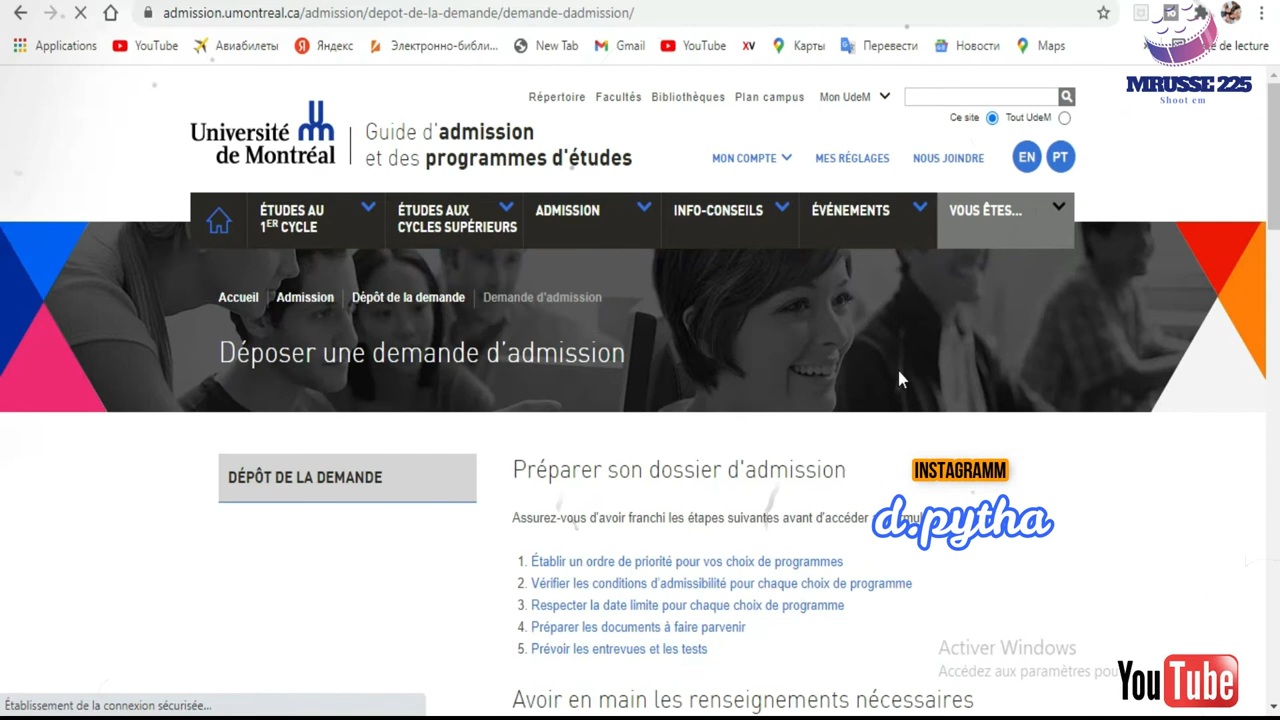 admission.umontreal.ca/admission/depot-de-la-demande/demande-dadmission/
Applications YouTube Авиабилеты Яндекс Электронно-библи... New Tab Gmail YouTube XV Карты Перевести Новости Maps de lecture
MRUSSE 225
Shoot em
Répertoire Facultés Bibliothèques Plan campus Mon UdeM
Ce site Tout UdeM
Université de Montréal
Guide d'admission
et des programmes d'études
MON COMPTE MES RÉGLAGES NOUS JOINDRE EN PT
ÉTUDES AU 1ER CYCLE
ÉTUDES AUX CYCLES SUPÉRIEURS
ADMISSION
INFO-CONSEILS
ÉVÉNEMENTS
VOUS ÊTES...
Accueil Admission Dépôt de la demande Demande d'admission
Déposer une demande d'admission
DÉPÔT DE LA DEMANDE
Préparer son dossier d'admission
INSTAGRAMM
d.pytha
Assurez-vous d'avoir franchi les étapes suivantes avant d'accéder
1. Établir un ordre de priorité pour vos choix de programmes
2. Vérifier les conditions d'admissibilité pour chaque choix de programme
3. Respecter la date limite pour chaque choix de programme
4. Préparer les documents à faire parvenir
5. Prévoir les entrevues et les tests
Activer Windows
Accédez aux paramètres
YouTube
Avoir en main les renseignements nécessaires
Établissement de la connexion sécurisée...